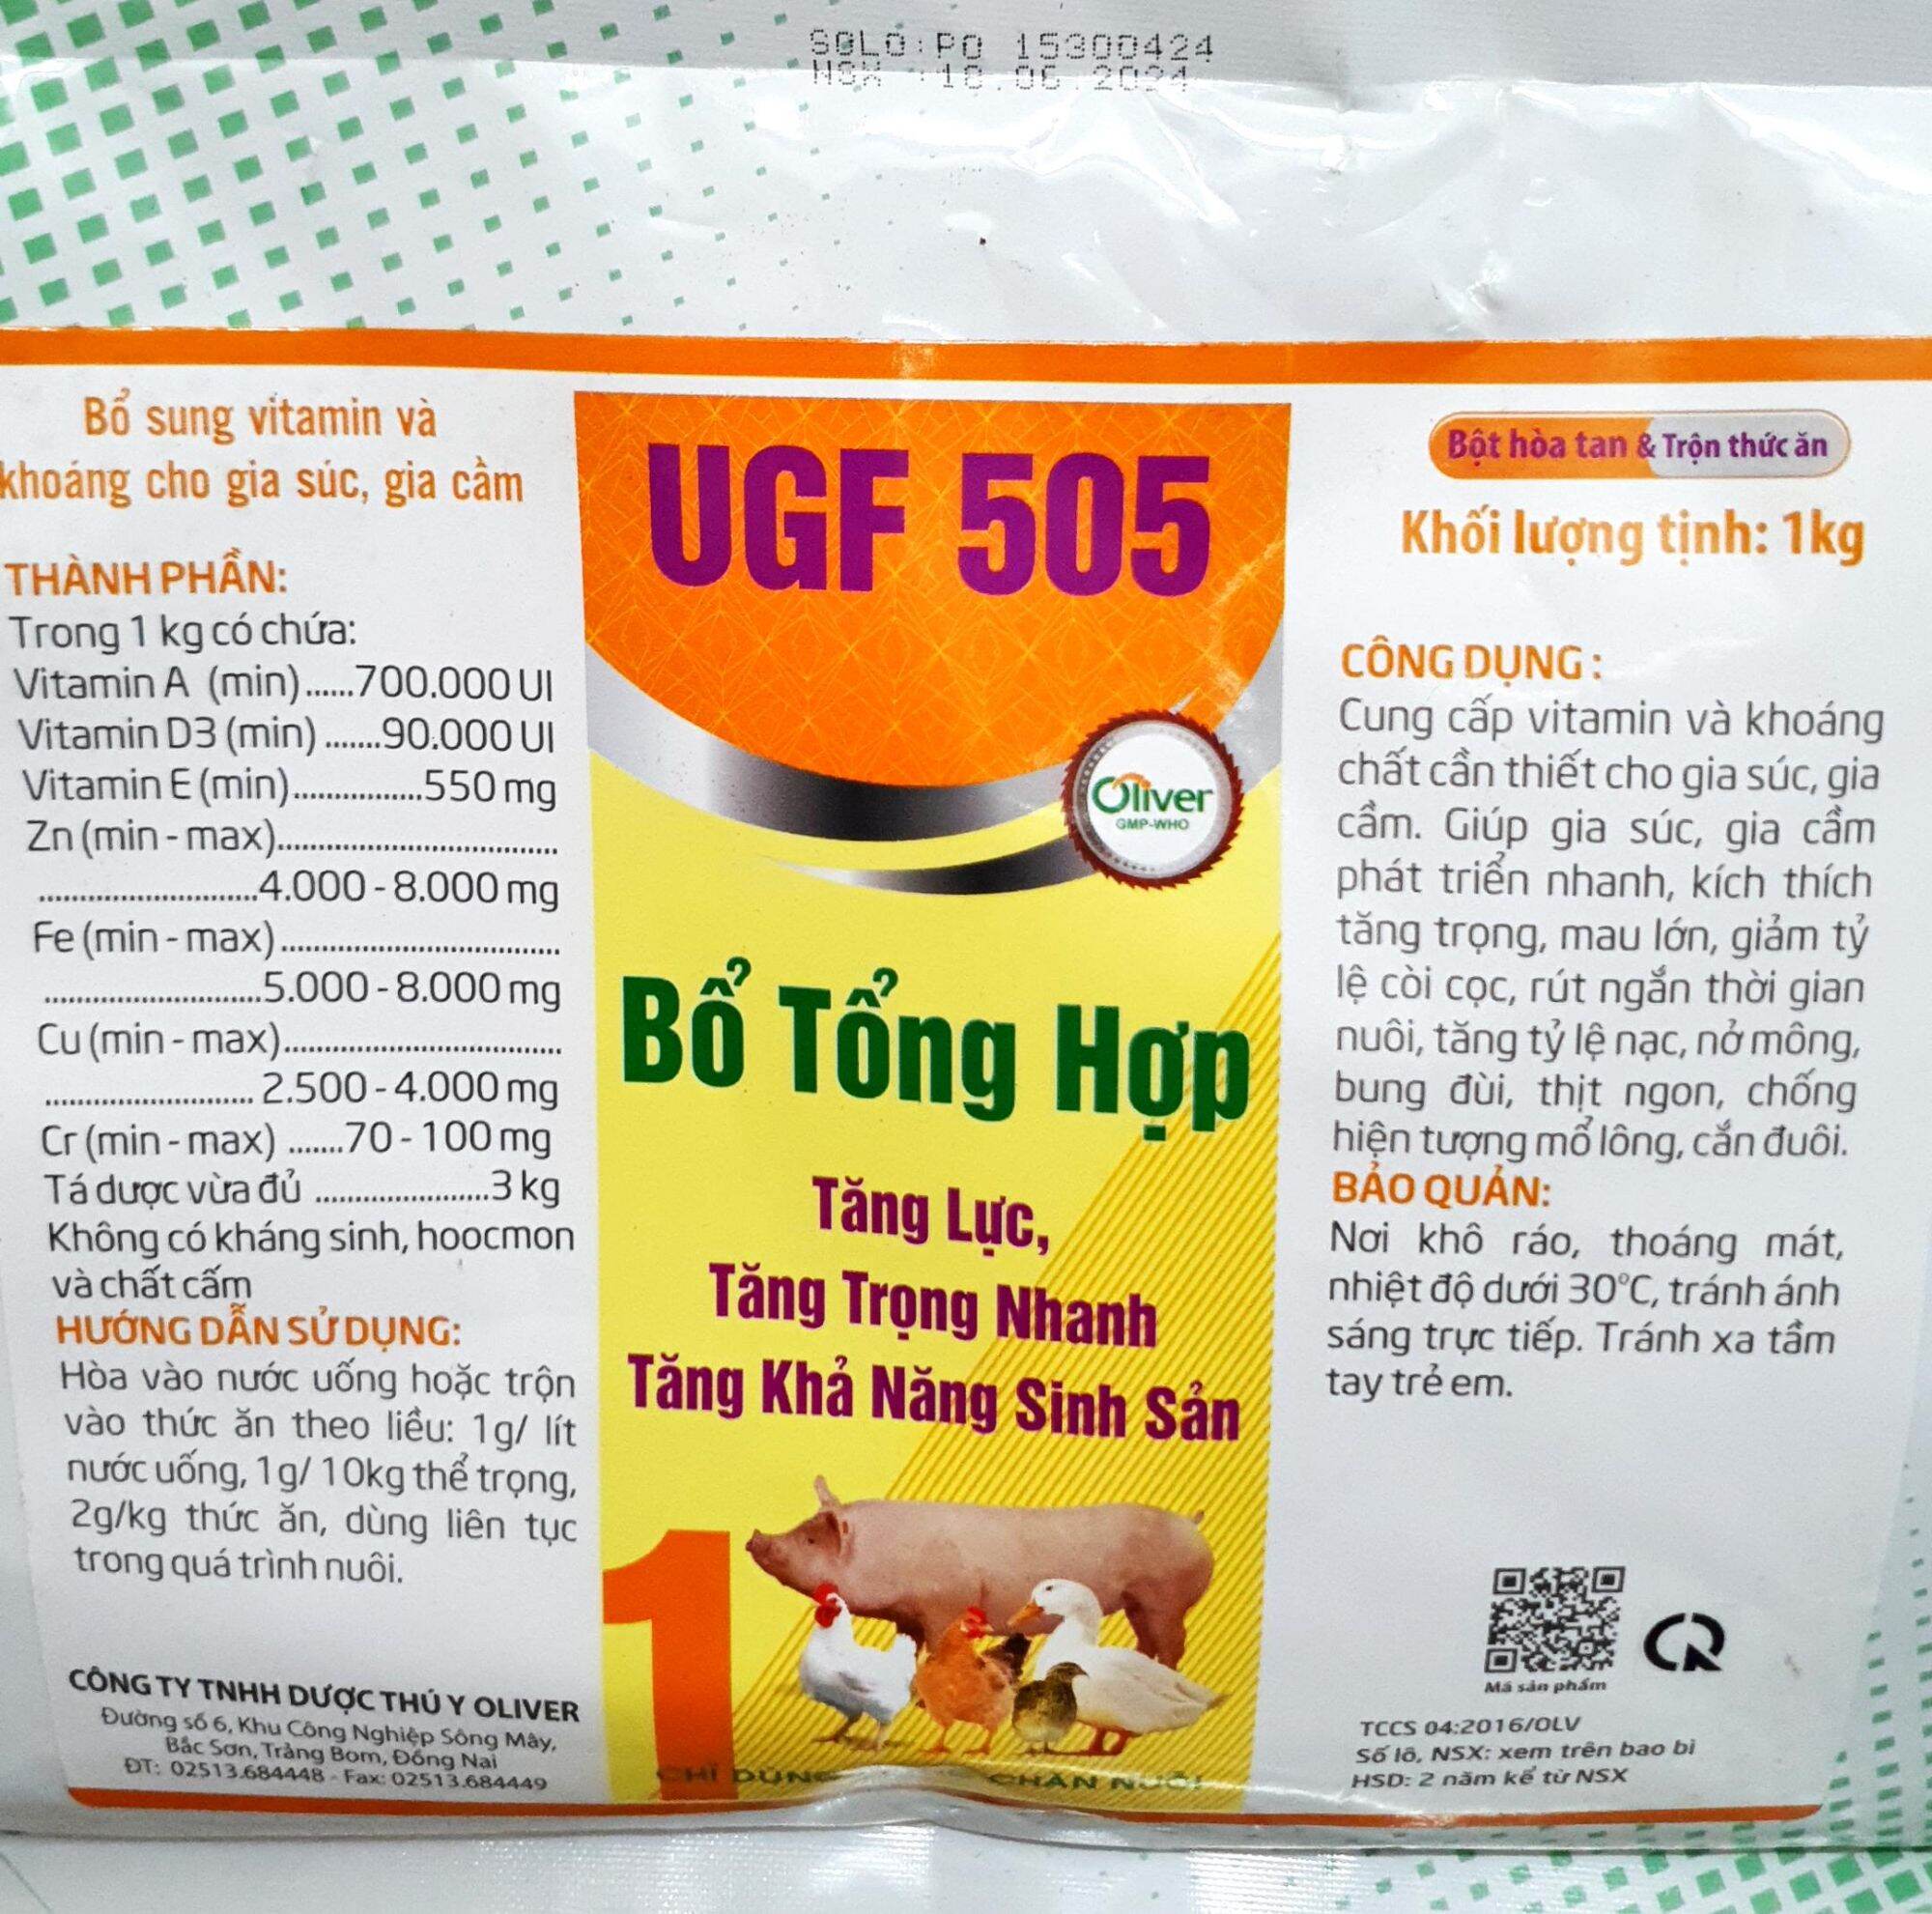 SOLO: PO 15300424
NSX : 2024
Bổ sung vitamin và
khoáng cho gia súc, gia cầm
THÀNH PHẦN:
Trong 1 kg có chứa:
Vitamin A (min)......700.000 UI
Vitamin D3 (min) .......90.000 UI
Vitamin E (min)................550 mg
Zn (min - max)...................................
...........................4.000 - 8.000 mg
Fe (min - max)...................................
...........................5.000 - 8.000 mg
Cu (min - max)...................................
.......................... 2.500 - 4.000 mg
Cr (min - max) .......70 - 100 mg
Tá dược vừa đủ ......................3 kg
Không có kháng sinh, hoocmon
và chất cấm
HƯỚNG DẪN SỬ DỤNG:
Hòa vào nước uống hoặc trộn
vào thức ăn theo liều: 1g/ lít
nước uống, 1g/ 10kg thể trọng,
2g/kg thức ăn, dùng liên tục
trong quá trình nuôi.
CÔNG TY TNHH DƯỢC THÚ Y OLIVER
Đường số 6, Khu Công Nghiệp Sông Mây,
Bắc Sơn, Trảng Bom, Đồng Nai
ĐT: 02513.684448 - Fax: 02513.684449
UGF 505
Oliver
GMP-WHO
Bổ Tổng Hợp
Tăng Lực,
Tăng Trọng Nhanh
Tăng Khả Năng Sinh Sản
1
CHỈ DÙNG CHĂN NUÔI
Bột hòa tan & Trộn thức ăn
Khối lượng tịnh: 1kg
CÔNG DỤNG :
Cung cấp vitamin và khoáng
chất cần thiết cho gia súc, gia
cầm. Giúp gia súc, gia cầm
phát triển nhanh, kích thích
tăng trọng, mau lớn, giảm tỷ
lệ còi cọc, rút ngắn thời gian
nuôi, tăng tỷ lệ nạc, nở mông,
bung đùi, thịt ngon, chống
hiện tượng mổ lông, cắn đuôi.
BẢO QUẢN:
Nơi khô ráo, thoáng mát,
nhiệt độ dưới 30°C, tránh ánh
sáng trực tiếp. Tránh xa tầm
tay trẻ em.
Mã sản phẩm
TCCS 04:2016/OLV
Số lô, NSX: xem trên bao bì
HSD: 2 năm kể từ NSX